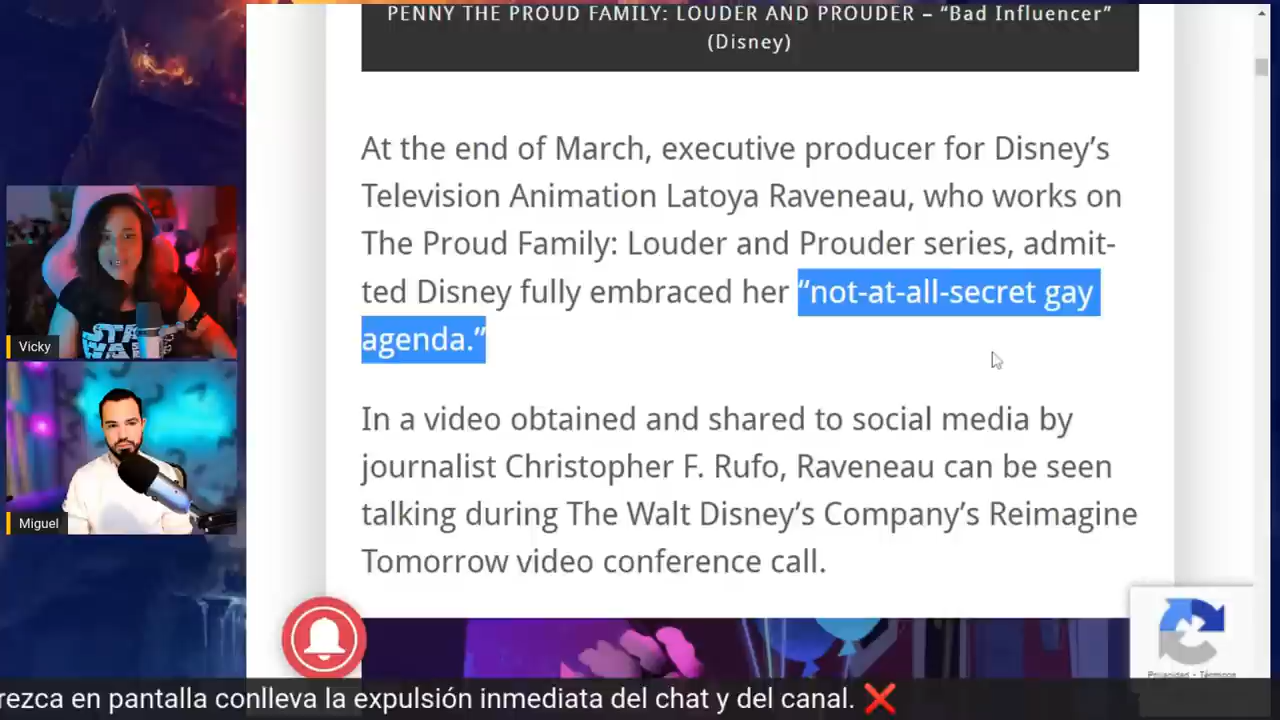 PENNY THE PROUD FAMILY: LOUDER AND PROUDER – “Bad Influencer”
(Disney)
At the end of March, executive producer for Disney’s
Television Animation Latoya Raveneau, who works on
The Proud Family: Louder and Prouder series, admit-
ted Disney fully embraced her “not-at-all-secret gay
agenda.”
In a video obtained and shared to social media by
journalist Christopher F. Rufo, Raveneau can be seen
talking during The Walt Disney’s Company’s Reimagine
Tomorrow video conference call.
Vicky
STAR
WARS
Miguel
Privacidad - Términos
rezca en pantalla conlleva la expulsión inmediata del chat y del canal. ❌